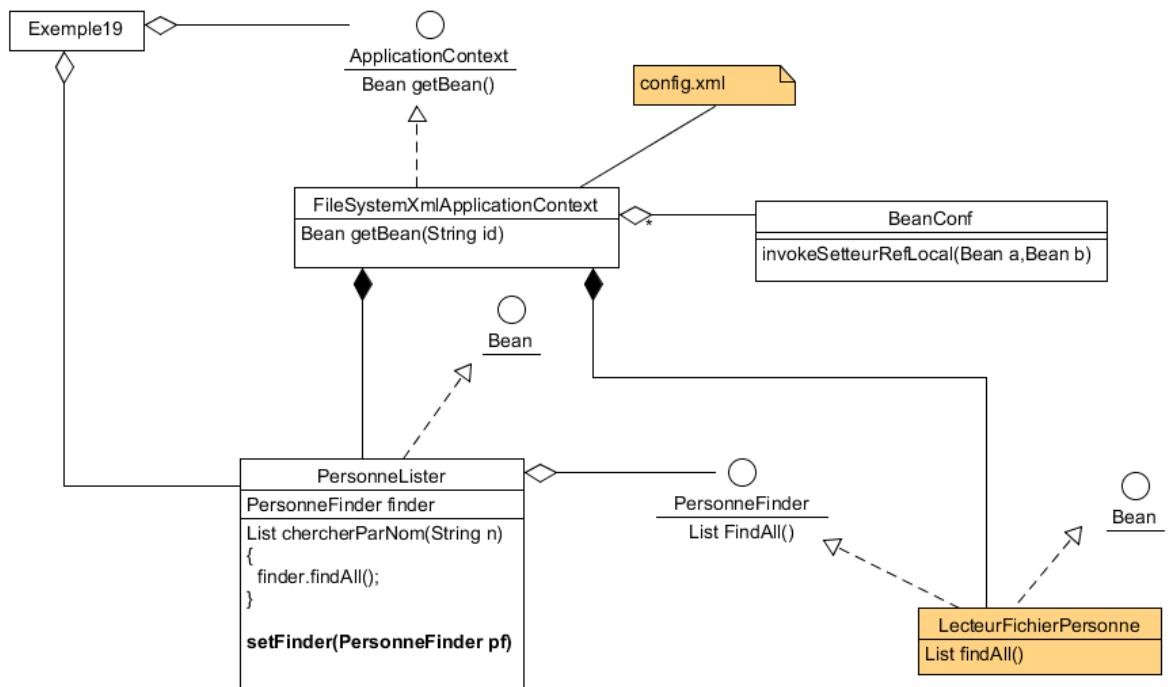 Exemple19
ApplicationContext
Bean getBean()
config.xml
FileSystemXmlApplicationContext
Bean getBean(String id)
*
BeanConf
invokeSetteurRefLocal(Bean a,Bean b)
Bean
PersonneLister
PersonneFinder finder
List chercherParNom(String n)
{
finder.findAll();
}
setFinder(PersonneFinder pf)
PersonneFinder
List FindAll()
Bean
LecteurFichierPersonne
List findAll()